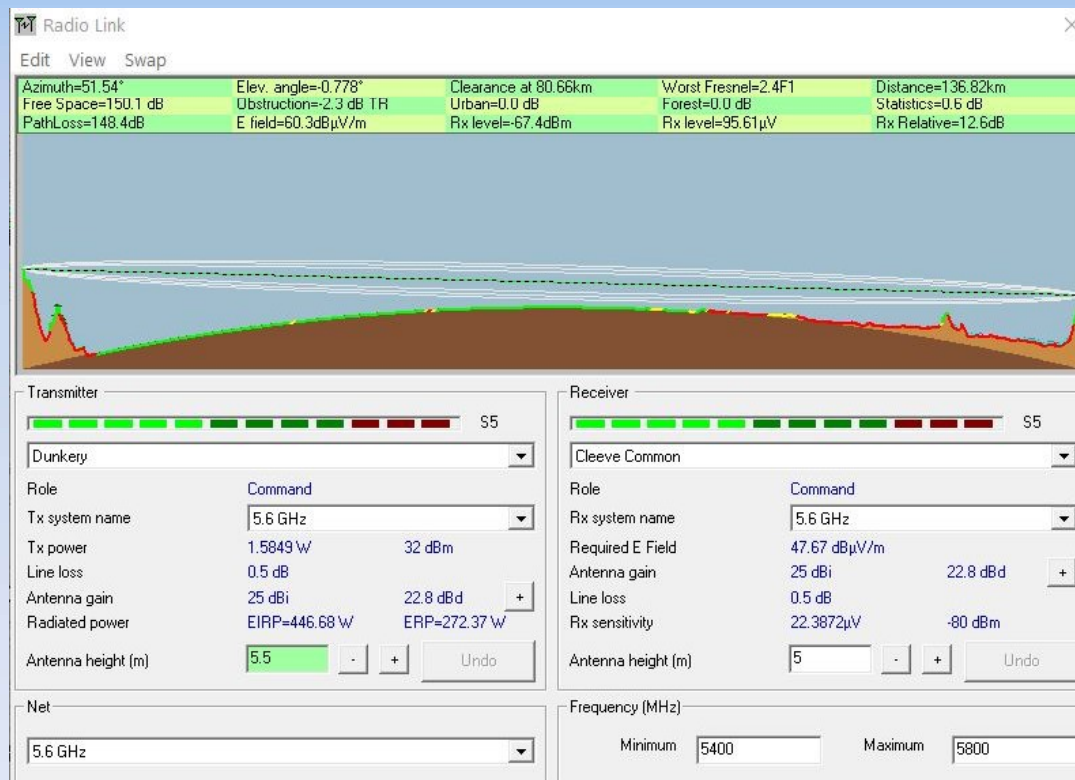 Radio Link
Edit View Swap
Azimuth=51.54° Elev. angle=-0.778° Clearance at 80.66km Worst Fresnel=2.4F1 Distance=136.82km
Free Space=150.1 dB Obstruction=-2.3 dB TR Urban=0.0 dB Forest=0.0 dB Statistics=0.6 dB
PathLoss=148.4dB E field=60.3dBµV/m Rx level=-67.4dBm Rx level=95.61µV Rx Relative=12.6dB
Transmitter
S5
Dunkery
Role Command
Tx system name 5.6 GHz
Tx power 1.5849 W 32 dBm
Line loss 0.5 dB
Antenna gain 25 dBi 22.8 dBd +
Radiated power EIRP=446.68 W ERP=272.37 W
Antenna height (m) 5.5 - + Undo
Net
5.6 GHz
Receiver
S5
Cleeve Common
Role Command
Rx system name 5.6 GHz
Required E Field 47.67 dBµV/m
Antenna gain 25 dBi 22.8 dBd +
Line loss 0.5 dB
Rx sensitivity 22.3872µV -80 dBm
Antenna height (m) 5 - + Undo
Frequency (MHz)
Minimum 5400 Maximum 5800